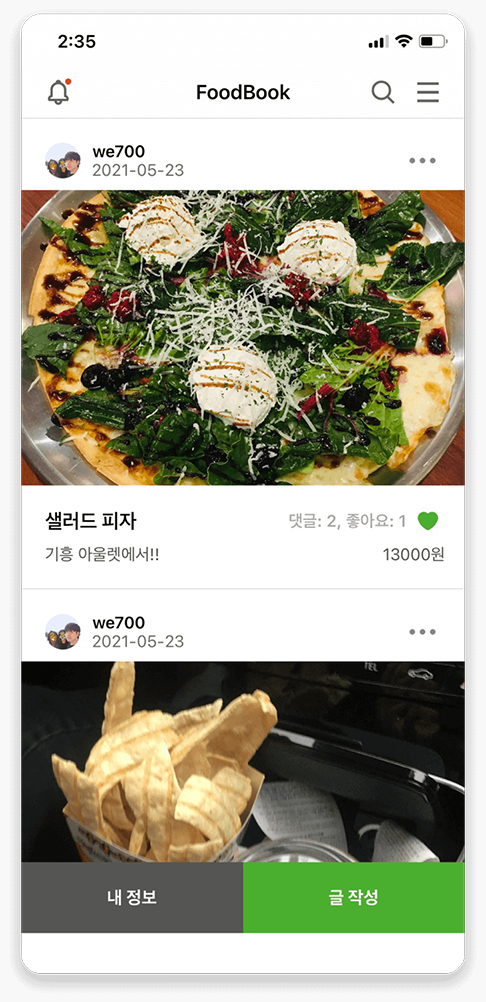 2:35
FoodBook
we700
2021-05-23
샐러드 피자
댓글: 2, 좋아요: 1
기흥 아울렛에서!!
13000원
we700
2021-05-23
TEL
내 정보
글 작성